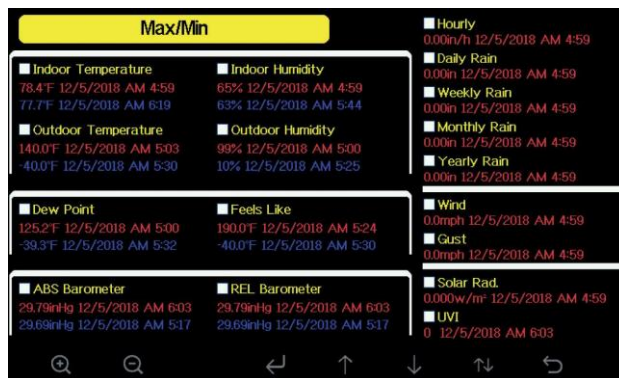 Max/Min
Indoor Temperature
78.4°F 12/5/2018 AM 4:59
77.7°F 12/5/2018 AM 6:19
Indoor Humidity
65% 12/5/2018 AM 4:59
63% 12/5/2018 AM 5:44
Outdoor Temperature
140.0°F 12/5/2018 AM 5:03
-40.0°F 12/5/2018 AM 5:30
Outdoor Humidity
99% 12/5/2018 AM 5:00
10% 12/5/2018 AM 5:25
Dew Point
125.2°F 12/5/2018 AM 5:00
-39.3°F 12/5/2018 AM 5:32
Feels Like
190.0°F 12/5/2018 AM 5:24
-40.0°F 12/5/2018 AM 5:30
ABS Barometer
29.79inHg 12/5/2018 AM 6:03
29.69inHg 12/5/2018 AM 5:17
REL Barometer
29.79inHg 12/5/2018 AM 6:03
29.69inHg 12/5/2018 AM 5:17
Hourly
0.00in/h 12/5/2018 AM 4:59
Daily Rain
0.00in 12/5/2018 AM 4:59
Weekly Rain
0.00in 12/5/2018 AM 4:59
Monthly Rain
0.00in 12/5/2018 AM 4:59
Yearly Rain
0.00in 12/5/2018 AM 4:59
Wind
0.0mph 12/5/2018 AM 4:59
Gust
0.0mph 12/5/2018 AM 4:59
Solar Rad.
0.000w/m² 12/5/2018 AM 4:59
UVI
0 12/5/2018 AM 6:03